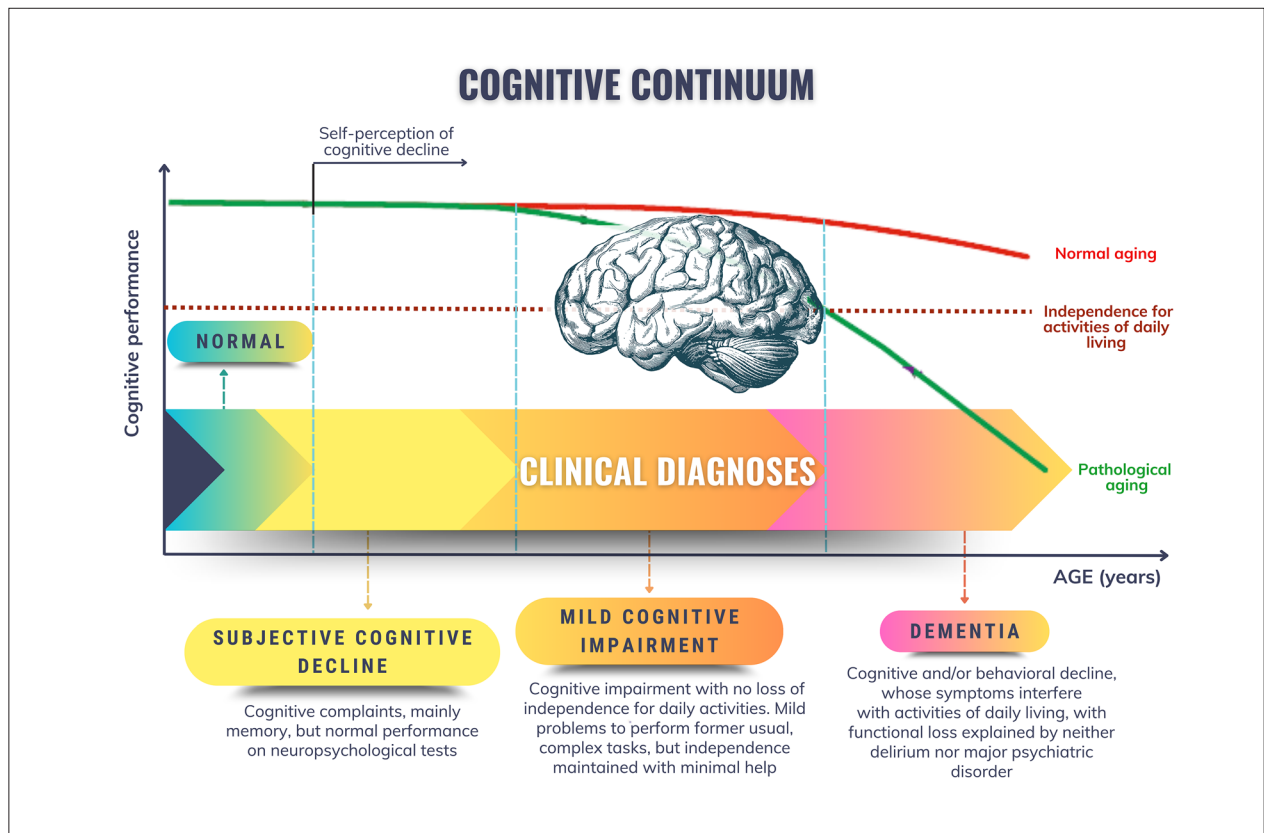 COGNITIVE CONTINUUM
Self-perception of
cognitive decline
Cognitive performance
Normal aging
Independence for
activities of daily
living
NORMAL
CLINICAL DIAGNOSES
Pathological
aging
AGE (years)
SUBJECTIVE COGNITIVE
DECLINE
Cognitive complaints, mainly
memory, but normal performance
on neuropsychological tests
MILD COGNITIVE
IMPAIRMENT
Cognitive impairment with no loss of
independence for daily activities. Mild
problems to perform former usual,
complex tasks, but independence
maintained with minimal help
DEMENTIA
Cognitive and/or behavioral decline,
whose symptoms interfere
with activities of daily living, with
functional loss explained by neither
delirium nor major psychiatric
disorder